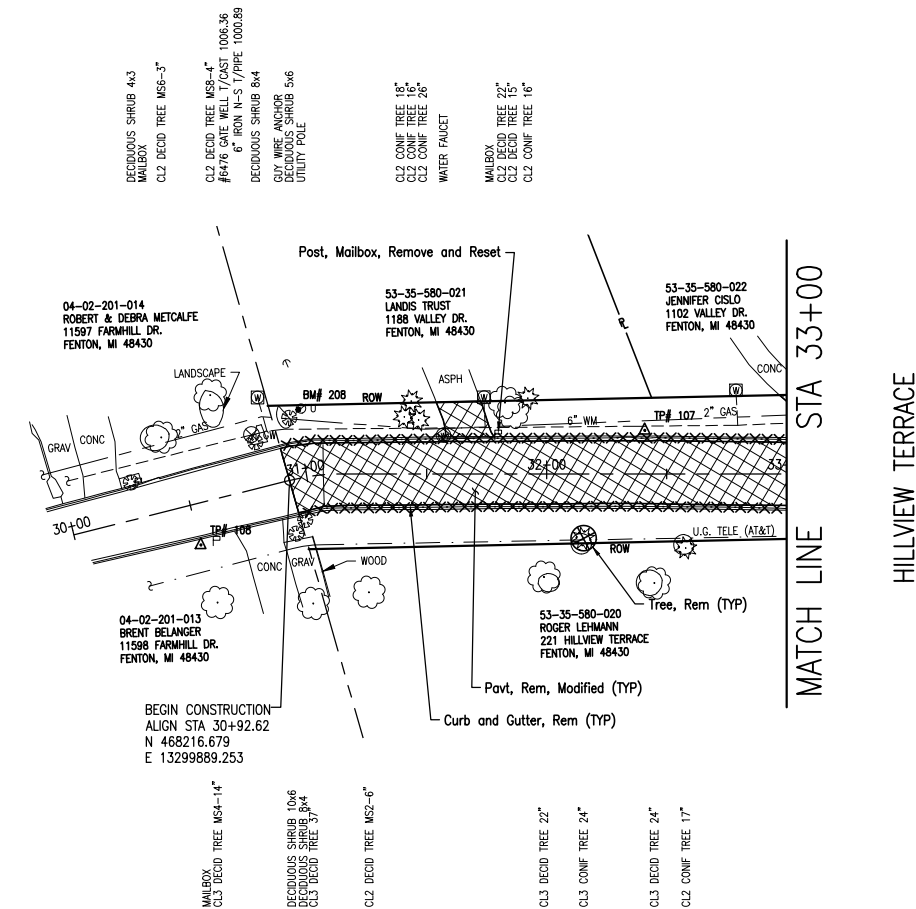 DECIDUOUS SHRUB 4x3
MAILBOX
CL2 DECID TREE MS6-3"
CL2 DECID TREE MS8-4"
#6476 GATE WELL T/CAST 1006.36
6" IRON N-S T/PIPE 1000.89
DECIDUOUS SHRUB 8x4
GUY WIRE ANCHOR
DECIDUOUS SHRUB 5x6
UTILITY POLE
CL2 CONIF TREE 18"
CL2 CONIF TREE 16"
CL2 CONIF TREE 26"
WATER FAUCET
MAILBOX
CL2 DECID TREE 22"
CL2 DECID TREE 15"
CL2 CONIF TREE 16"
Post, Mailbox, Remove and Reset
04-02-201-014
ROBERT & DEBRA METCALFE
11597 FARMHILL DR.
FENTON, MI 48430
53-35-580-021
LANDIS TRUST
1188 VALLEY DR.
FENTON, MI 48430
53-35-580-022
JENNIFER CISLO
1102 VALLEY DR.
FENTON, MI 48430
LANDSCAPE
ASPH
CONC
W
BM# 208
ROW
W
W
2" GAS
GW
6" WM
TP# 107
2" GAS
GRAV
CONC
31+00
32+00
33
30+00
TP# 108
CONC
GRAV
WOOD
ROW
U.G. TELE (AT&T)
04-02-201-013
BRENT BELANGER
11598 FARMHILL DR.
FENTON, MI 48430
53-35-580-020
ROGER LEHMANN
221 HILLVIEW TERRACE
FENTON, MI 48430
Tree, Rem (TYP)
Pavt, Rem, Modified (TYP)
Curb and Gutter, Rem (TYP)
BEGIN CONSTRUCTION
ALIGN STA 30+92.62
N 468216.679
E 13299889.253
MAILBOX
CL3 DECID TREE MS4-14"
DECIDUOUS SHRUB 10x6
DECIDUOUS SHRUB 8x4
CL3 DECID TREE 37"
CL2 DECID TREE MS2-6"
CL3 DECID TREE 22"
CL3 CONIF TREE 24"
CL3 DECID TREE 24"
CL2 CONIF TREE 17"
MATCH LINE STA 33+00
HILLVIEW TERRACE